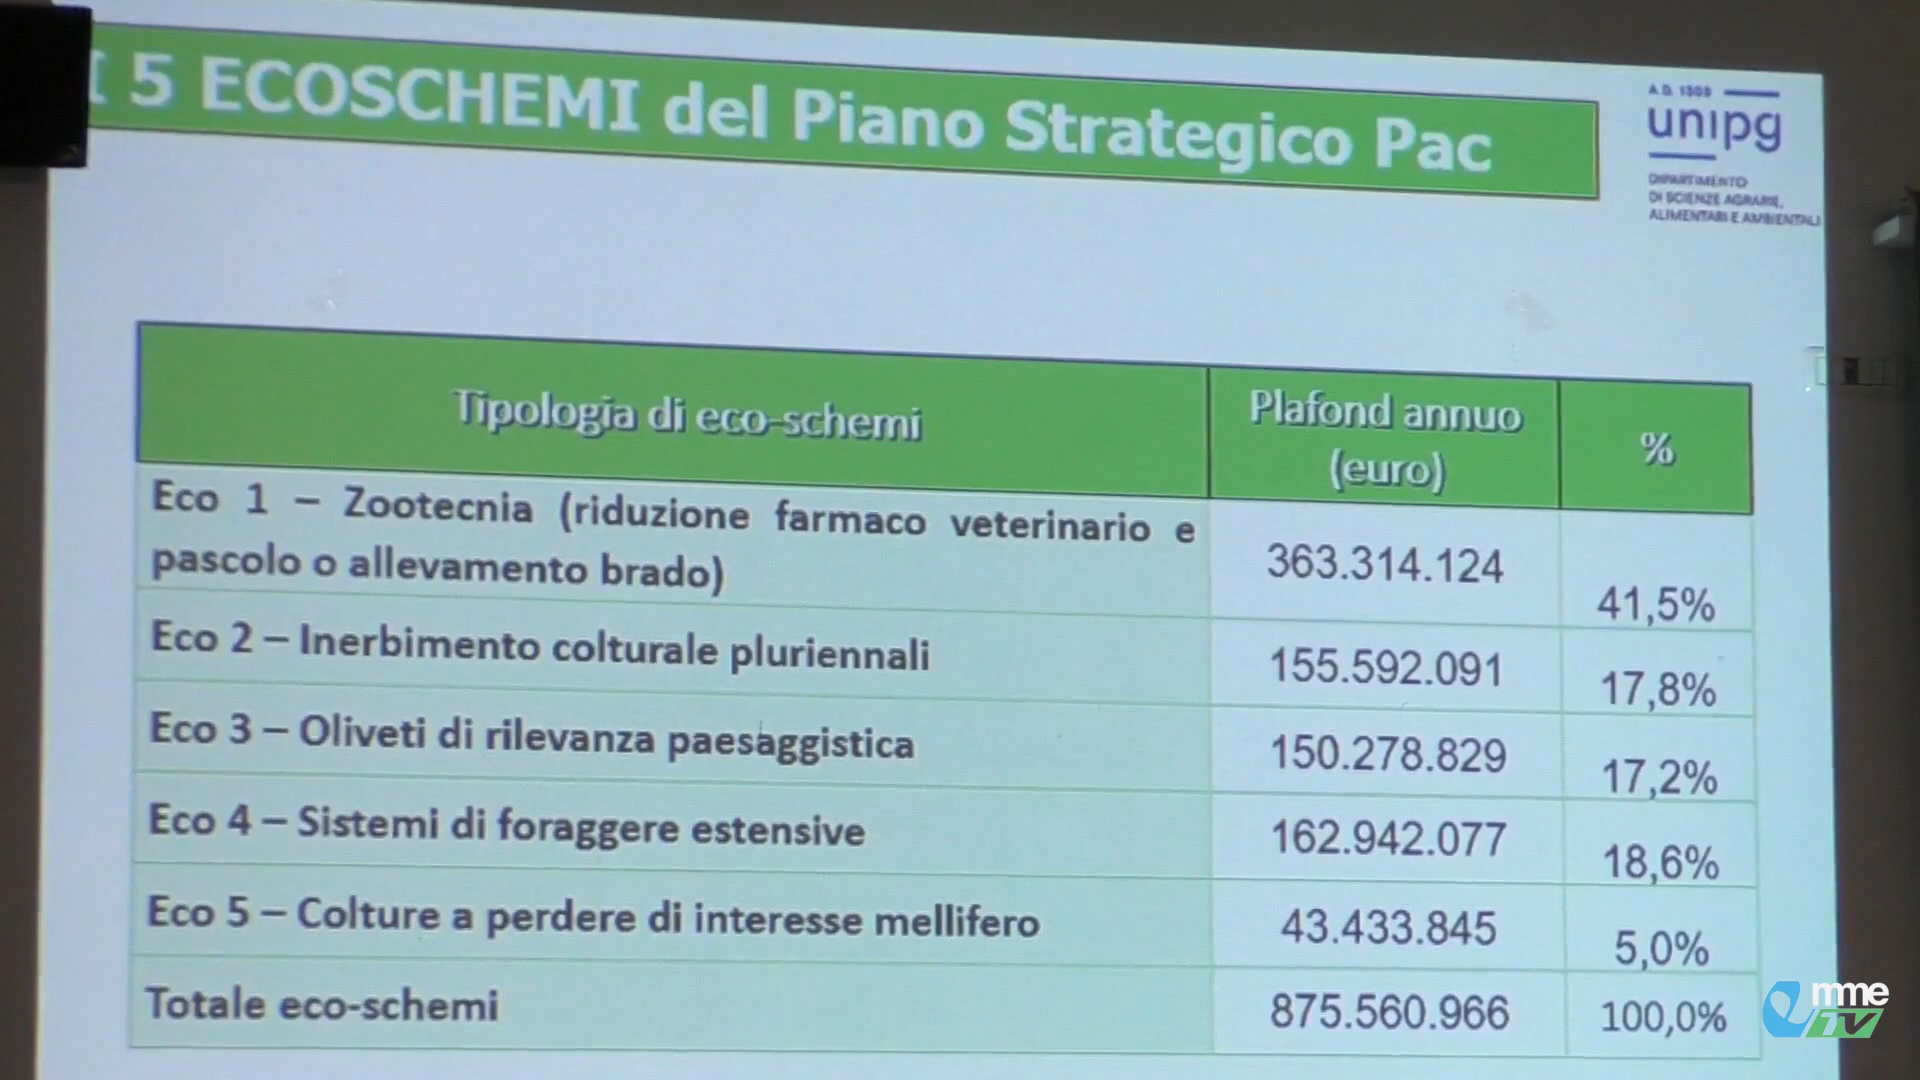 I 5 ECOSCHEMI del Piano Strategico Pac
A.D. 1308
unipg
DIPARTIMENTO
DI SCIENZE AGRARIE,
ALIMENTARI E AMBIENTALI
Tipologia di eco-schemi
Plafond annuo
(euro)
%
Eco 1 – Zootecnia (riduzione farmaco veterinario e
pascolo o allevamento brado)
363.314.124
41,5%
Eco 2 – Inerbimento colturale pluriennali
155.592.091
17,8%
Eco 3 – Oliveti di rilevanza paesaggistica
150.278.829
17,2%
Eco 4 – Sistemi di foraggere estensive
162.942.077
18,6%
Eco 5 – Colture a perdere di interesse mellifero
43.433.845
5,0%
Totale eco-schemi
875.560.966
100,0%
emme
TV